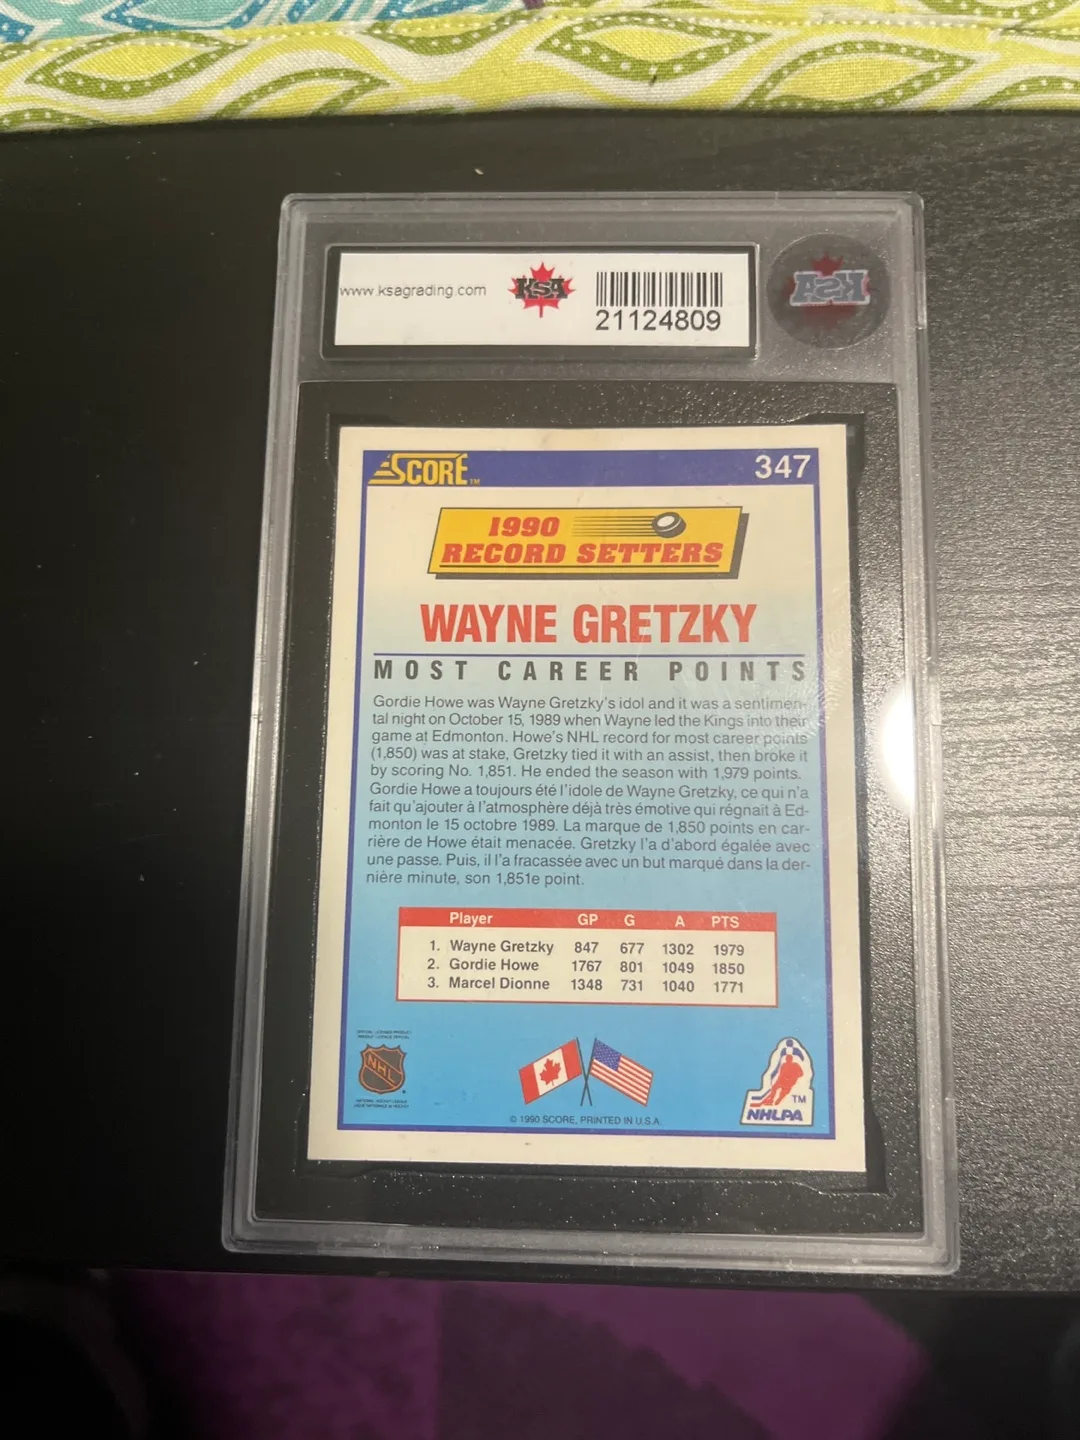 www.ksagrading.com
KSA
21124809
KSA
SCORE™
347
1990
RECORD SETTERS
WAYNE GRETZKY
MOST CAREER POINTS
Gordie Howe was Wayne Gretzky's idol and it was a sentimen-
tal night on October 15, 1989 when Wayne led the Kings into their
game at Edmonton. Howe's NHL record for most career points
(1,850) was at stake, Gretzky tied it with an assist, then broke it
by scoring No. 1,851. He ended the season with 1,979 points.
Gordie Howe a toujours été l'idole de Wayne Gretzky, ce qui n'a
fait qu'ajouter à l'atmosphère déjà très émotive qui régnait à Ed-
monton le 15 octobre 1989. La marque de 1,850 points en car-
rière de Howe était menacée. Gretzky l'a d'abord égalée avec
une passe. Puis, il l'a fracassée avec un but marqué dans la der-
nière minute, son 1,851e point.
Player GP G A PTS
1. Wayne Gretzky 847 677 1302 1979
2. Gordie Howe 1767 801 1049 1850
3. Marcel Dionne 1348 731 1040 1771
NHL
TM
NHLPA
© 1990 SCORE, PRINTED IN U.S.A.